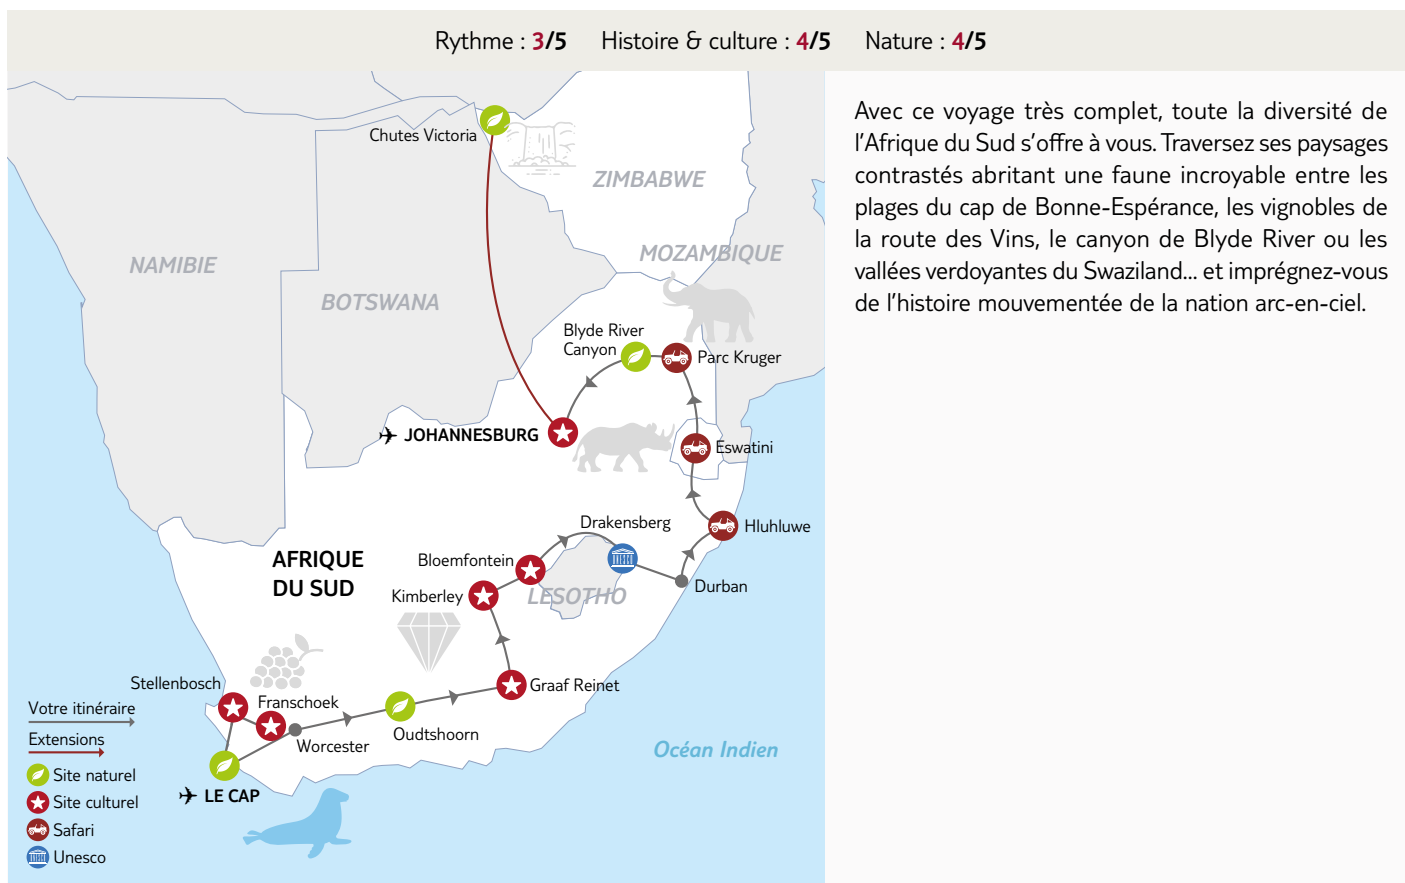 Rythme : 3/5 Histoire & culture : 4/5 Nature : 4/5
Chutes Victoria
ZIMBABWE
MOZAMBIQUE
NAMIBIE
BOTSWANA
Blyde River
Canyon
Parc Kruger
JOHANNESBURG
Eswatini
Hluhluwe
Drakensberg
Bloemfontein
AFRIQUE
DU SUD
Kimberley
LESOTHO
Durban
Stellenbosch
Franschoek
Graaf Reinet
Worcester
Oudtshoorn
Océan Indien
LE CAP
Votre itinéraire
Extensions
Site naturel
Site culturel
Safari
Unesco
Avec ce voyage très complet, toute la diversité de
l’Afrique du Sud s’offre à vous. Traversez ses paysages
contrastés abritant une faune incroyable entre les
plages du cap de Bonne-Espérance, les vignobles de
la route des Vins, le canyon de Blyde River ou les
vallées verdoyantes du Swaziland... et imprégnez-vous
de l’histoire mouvementée de la nation arc-en-ciel.